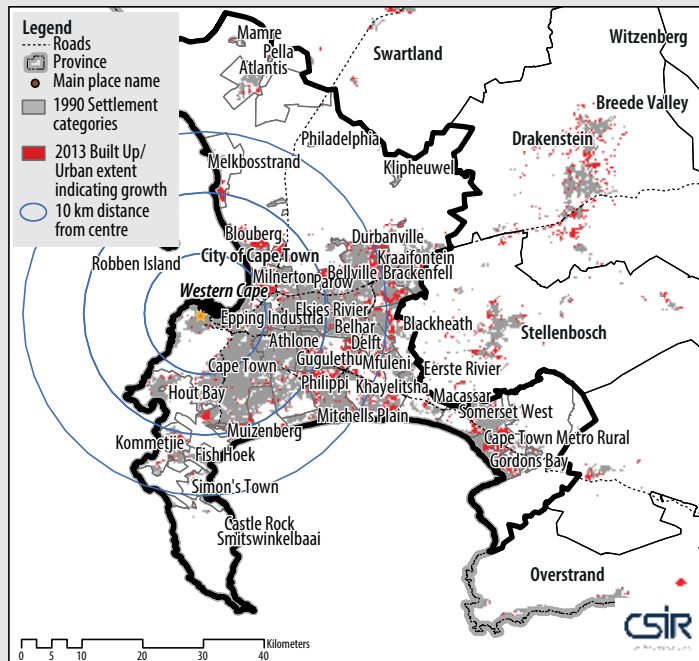 Legend
Roads
Province
Main place name
1990 Settlement
categories
2013 Built Up/
Urban extent
indicating growth
10 km distance
from centre
Mamre
Pella
Atlantis
Swartland
Witzenberg
Breede Valley
Drakenstein
Philadelphia
Melkbosstrand
Klipheuwel
Blouberg
Durbanville
City of Cape Town
Kraaifontein
Robben Island
Milnerton
Parow
Bellville
Brackenfell
Western Cape
Elsies Rivier
Epping Industria
Belhar
Blackheath
Stellenbosch
Athlone
Delft
Gugulethu
Mfuleni
Eerste Rivier
Cape Town
Philippi
Khayelitsha
Hout Bay
Macassar
Somerset West
Mitchells Plain
Muizenberg
Kommetjie
Cape Town Metro Rural
Fish Hoek
Gordons Bay
Simon's Town
Castle Rock
Smitswinkelbaai
Overstrand
CSIR
Kilometers
0 5 10 20 30 40